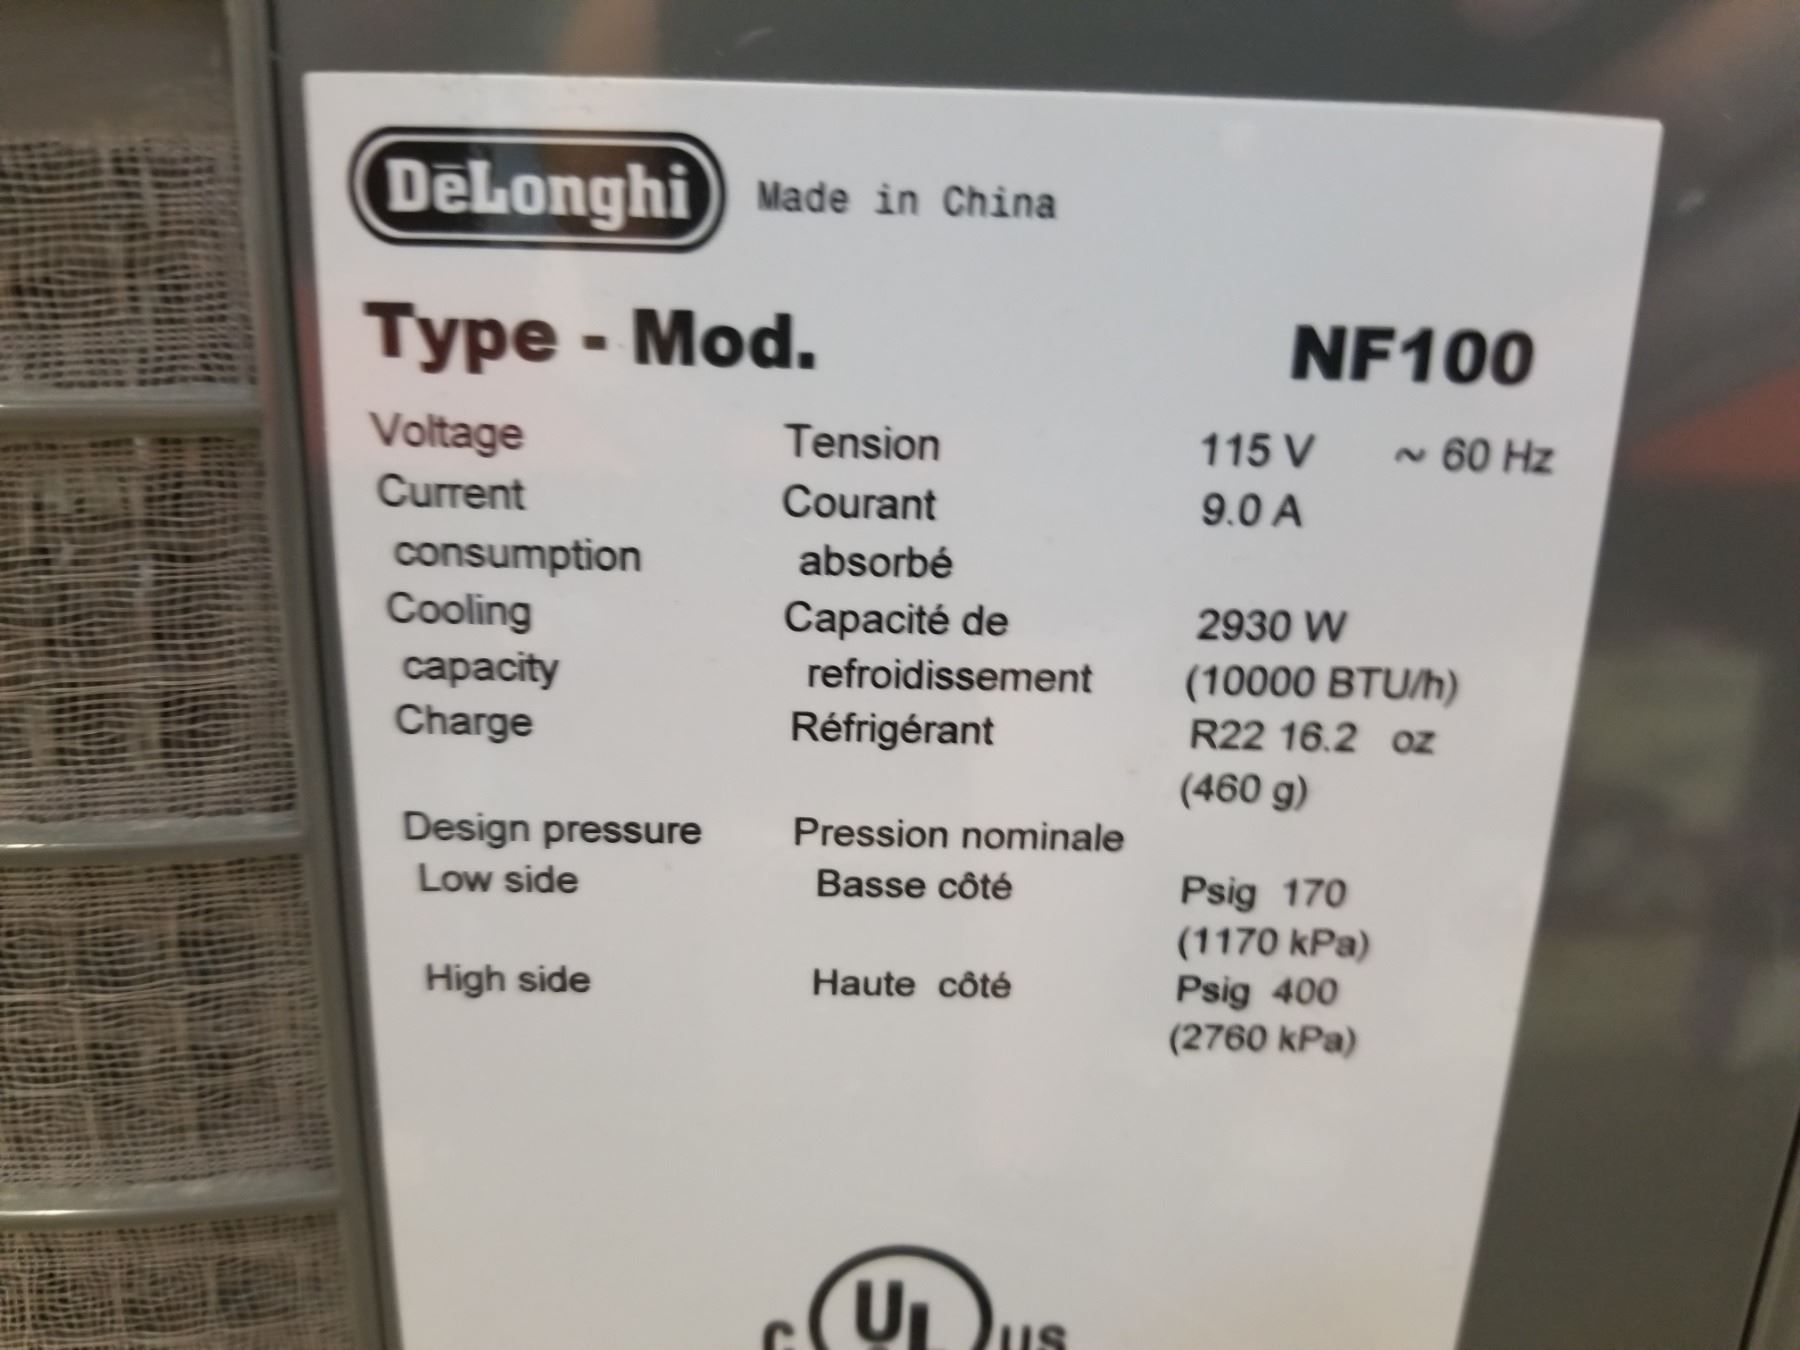 DēLonghi Made in China
Type - Mod. NF100
Voltage Tension 115 V ~ 60 Hz
Current Courant 9.0 A
consumption absorbé
Cooling Capacité de 2930 W
capacity refroidissement (10000 BTU/h)
Charge Réfrigérant R22 16.2 oz
(460 g)
Design pressure Pression nominale
Low side Basse côté Psig 170
(1170 kPa)
High side Haute côté Psig 400
(2760 kPa)
c UL us